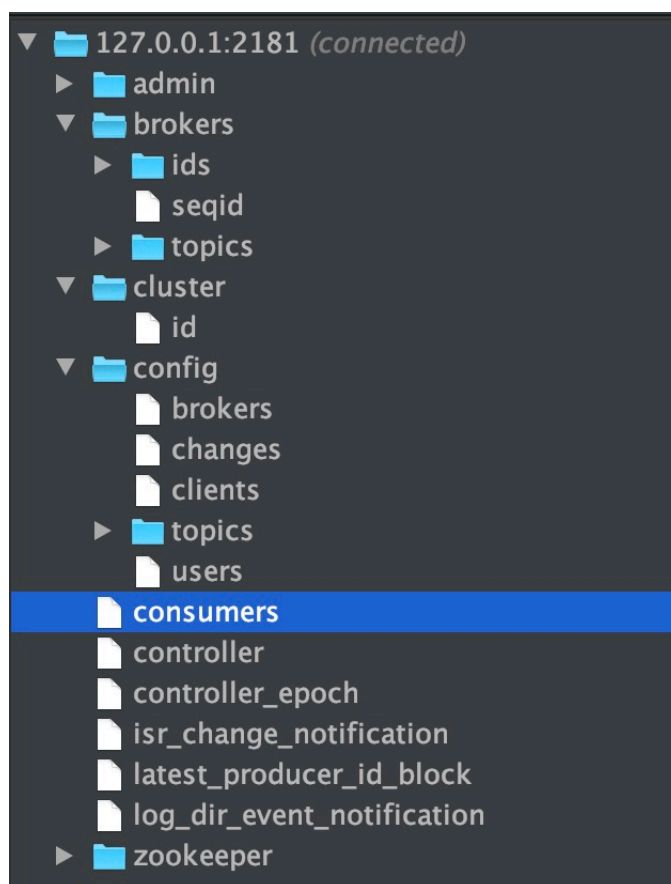 127.0.0.1:2181 (connected)
admin
brokers
ids
seqid
topics
cluster
id
config
brokers
changes
clients
topics
users
consumers
controller
controller_epoch
isr_change_notification
latest_producer_id_block
log_dir_event_notification
zookeeper